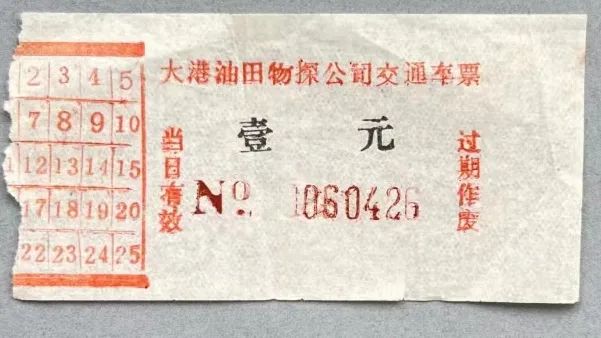 大港油田物探公司交通车票
壹 元
当日有效
过期作废
№ 1060426
2 3 4 5
7 8 9 10
12 13 14 15
17 18 19 20
22 23 24 25